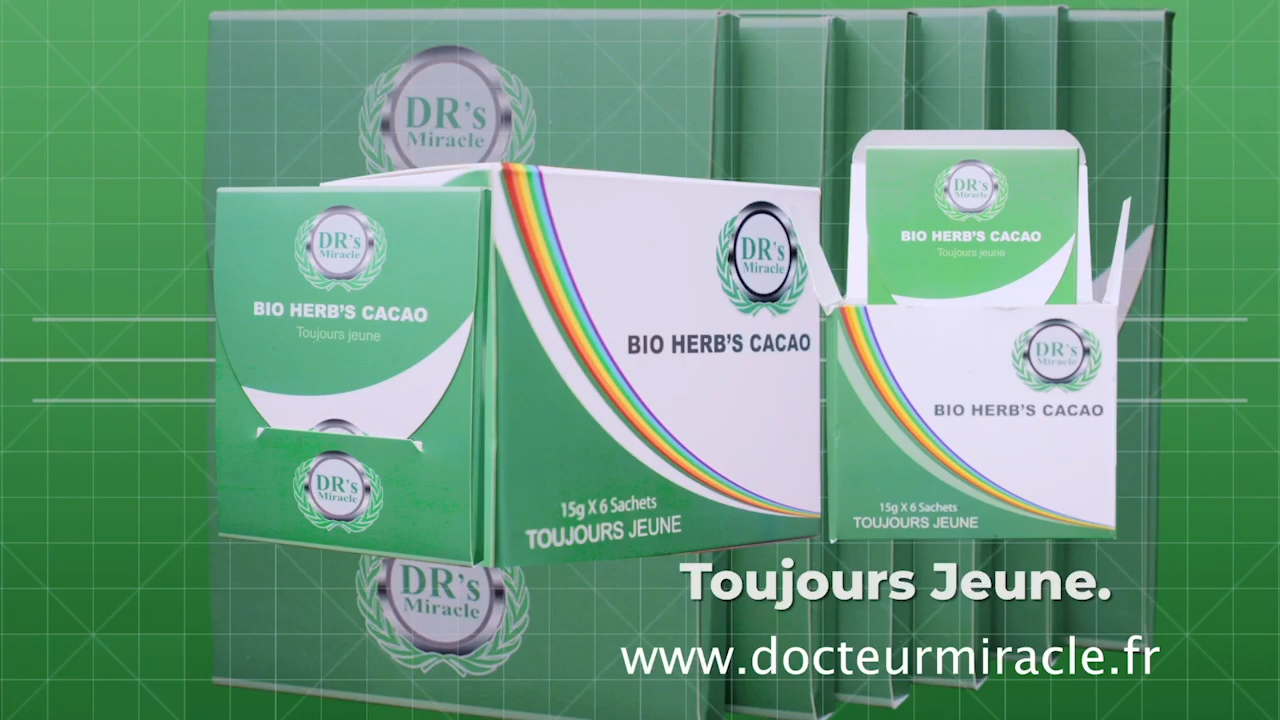 DR's
Miracle
DR's
Miracle
BIO HERB'S CACAO
Toujours jeune
DR's
Miracle
DR's
Miracle
BIO HERB'S CACAO
15g X 6 Sachets
TOUJOURS JEUNE
DR's
Miracle
BIO HERB'S CACAO
Toujours jeune
DR's
Miracle
BIO HERB'S CACAO
15g X 6 Sachets
TOUJOURS JEUNE
DR's
Miracle
Toujours Jeune.
www.docteurmiracle.fr